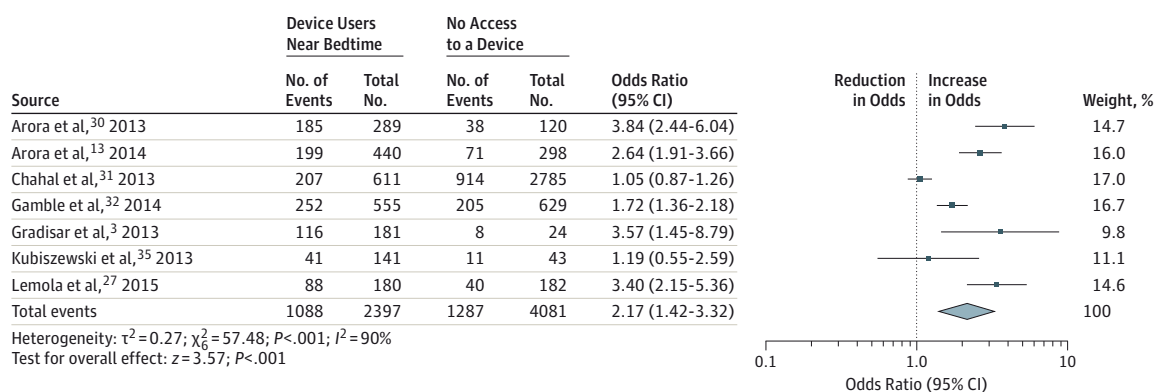 Device Users Near Bedtime No Access to a Device
Source No. of Events Total No. No. of Events Total No. Odds Ratio (95% CI) Reduction in Odds Increase in Odds Weight, %
Arora et al,30 2013 185 289 38 120 3.84 (2.44-6.04) 14.7
Arora et al,13 2014 199 440 71 298 2.64 (1.91-3.66) 16.0
Chahal et al,31 2013 207 611 914 2785 1.05 (0.87-1.26) 17.0
Gamble et al,32 2014 252 555 205 629 1.72 (1.36-2.18) 16.7
Gradisar et al,3 2013 116 181 8 24 3.57 (1.45-8.79) 9.8
Kubiszewski et al,35 2013 41 141 11 43 1.19 (0.55-2.59) 11.1
Lemola et al,27 2015 88 180 40 182 3.40 (2.15-5.36) 14.6
Total events 1088 2397 1287 4081 2.17 (1.42-3.32) 100
Heterogeneity: τ2 = 0.27; χ26 = 57.48; P<.001; I2 = 90%
Test for overall effect: z = 3.57; P<.001
0.1 1.0 10
Odds Ratio (95% CI)